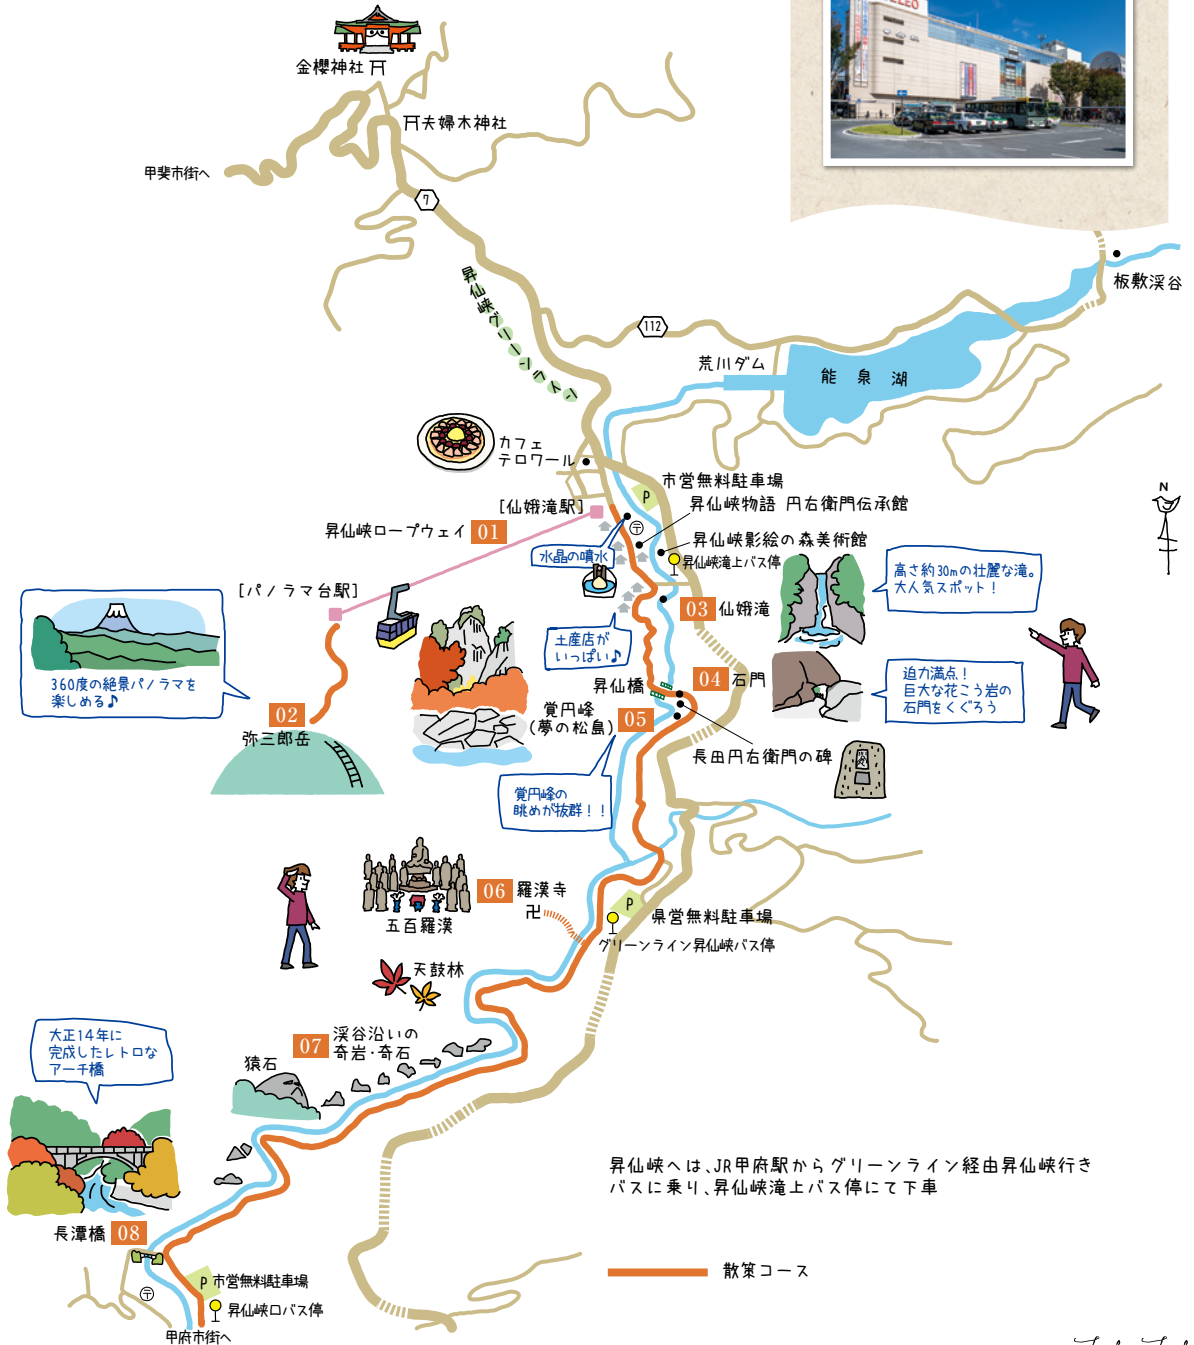 金櫻神社
夫婦木神社
甲斐市街へ
7
昇仙峡グリーンライン
112
板敷渓谷
荒川ダム
能泉湖
カフェ
テロワール
P
市営無料駐車場
[仙娥滝駅]
昇仙峡物語 円右衛門伝承館
N
昇仙峡ロープウェイ 01
水晶の噴水
昇仙峡影絵の森美術館
昇仙峡滝上バス停
高さ約30mの壮麗な滝。
大人気スポット!
[パノラマ台駅]
03 仙娥滝
土産店が
いっぱい♪
360度の絶景パノラマを
楽しめる♪
昇仙橋
04 石門
迫力満点!
巨大な花こう岩の
石門をくぐろう
02
弥三郎岳
覚円峰
(夢の松島)
05
長田円右衛門の碑
覚円峰の
眺めが抜群!!
06 羅漢寺
卍
五百羅漢
P
県営無料駐車場
グリーンライン昇仙峡バス停
天鼓林
大正14年に
完成したレトロな
アーチ橋
07 渓谷沿いの
奇岩・奇石
猿石
昇仙峡へは、JR甲府駅からグリーンライン経由昇仙峡行き
バスに乗り、昇仙峡滝上バス停にて下車
長潭橋 08
散策コース
P 市営無料駐車場
昇仙峡口バス停
甲府市街へ